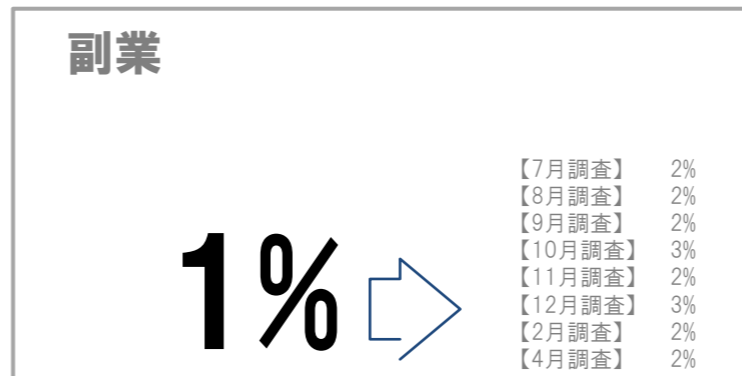 副業
1%
【7月調査】 2%
【8月調査】 2%
【9月調査】 2%
【10月調査】 3%
【11月調査】 2%
【12月調査】 3%
【2月調査】 2%
【4月調査】 2%